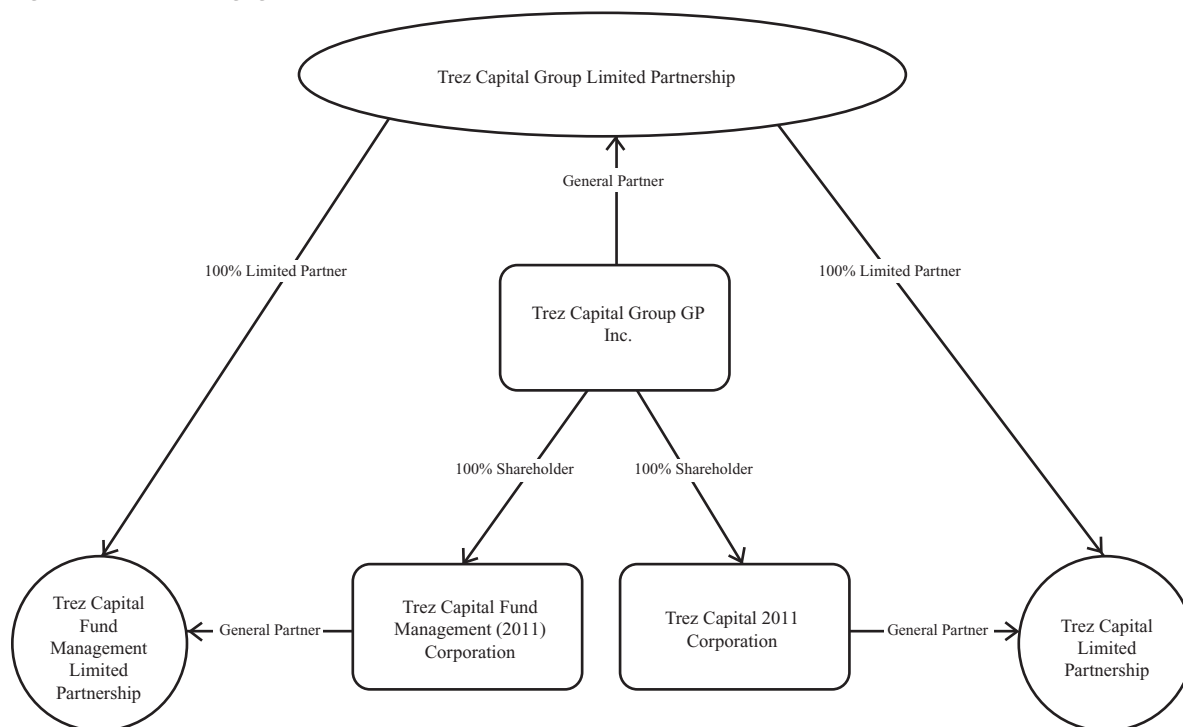 Trez Capital Group Limited Partnership
General Partner
100% Limited Partner
100% Limited Partner
Trez Capital Group GP
Inc.
100% Shareholder
100% Shareholder
Trez Capital
Fund
Management
Limited
Partnership
General Partner
Trez Capital Fund
Management (2011)
Corporation
Trez Capital 2011
Corporation
General Partner
Trez Capital
Limited
Partnership